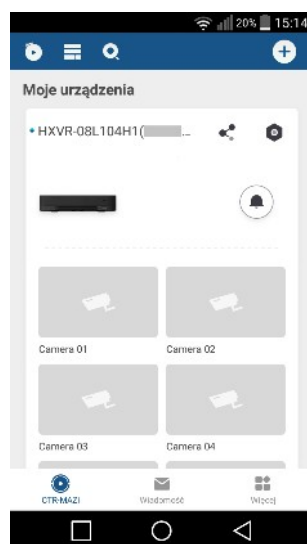 20% 15:14
Moje urządzenia
HXVR-08L104H1( ...
Camera 01 Camera 02
Camera 03 Camera 04
CTR-MAZI Wiadomość Więcej